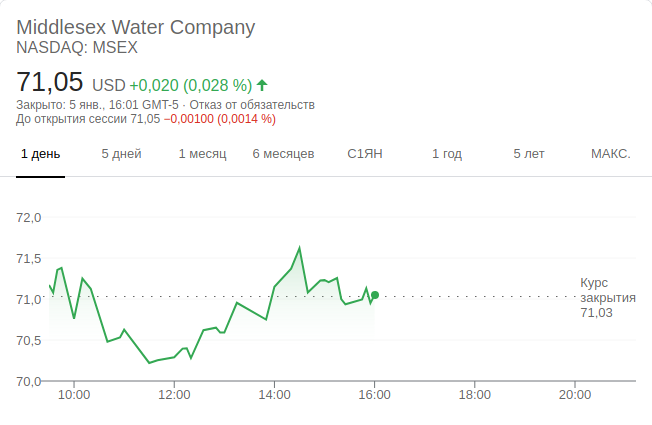 Middlesex Water Company
NASDAQ: MSEX
71,05 USD +0,020 (0,028 %)
Закрыто: 5 янв., 16:01 GMT-5 · Отказ от обязательств
До открытия сессии 71,05 −0,00100 (0,0014 %)
1 день 5 дней 1 месяц 6 месяцев С1ЯН 1 год 5 лет МАКС.
72,0
71,5
71,0
70,5
70,0
Курс
закрытия
71,03
10:00 12:00 14:00 16:00 18:00 20:00